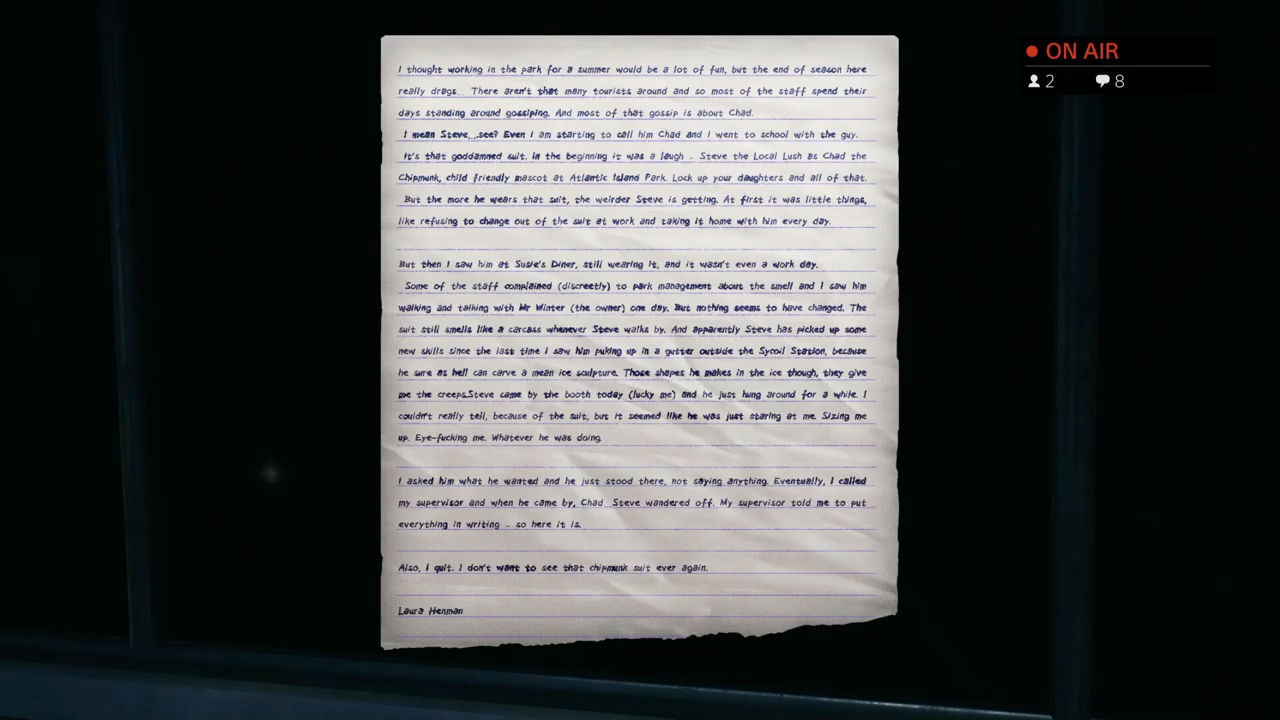 I thought working in the park for a summer would be a lot of fun, but the end of season here
really drags... There aren't that many tourists around and so most of the staff spend their
days standing around gossiping. And most of that gossip is about Chad.
I mean Steve...see? Even I am starting to call him Chad and I went to school with the guy.
It's that goddamned suit. In the beginning it was a laugh - Steve the Local Lush as Chad the
Chipmunk, child friendly mascot at Atlantic Island Park. Lock up your daughters and all of that.
But the more he wears that suit, the weirder Steve is getting. At first it was little things,
like refusing to change out of the suit at work and taking it home with him every day.
But then I saw him at Susie's Diner, still wearing it, and it wasn't even a work day.
Some of the staff complained (discreetly) to park management about the smell and I saw him
walking and talking with Mr Winter (the owner) one day. But nothing seems to have changed. The
suit still smells like a carcass whenever Steve walks by. And apparently Steve has picked up some
new skills since the last time I saw him puking up in a gutter outside the Sycoil Station, because
he sure as hell can carve a mean ice sculpture. Those shapes he makes in the ice though, they give
me the creeps.Steve came by the booth today (lucky me) and he just hung around for a while. I
couldn't really tell, because of the suit, but it seemed like he was just staring at me. Sizing me
up. Eye-fucking me. Whatever he was doing.
I asked him what he wanted and he just stood there, not saying anything. Eventually, I called
my supervisor and when he came by, Chad...Steve wandered off. My supervisor told me to put
everything in writing - so here it is.
Also, I quit. I don't want to see that chipmunk suit ever again.
Laura Henman
ON AIR
2 8